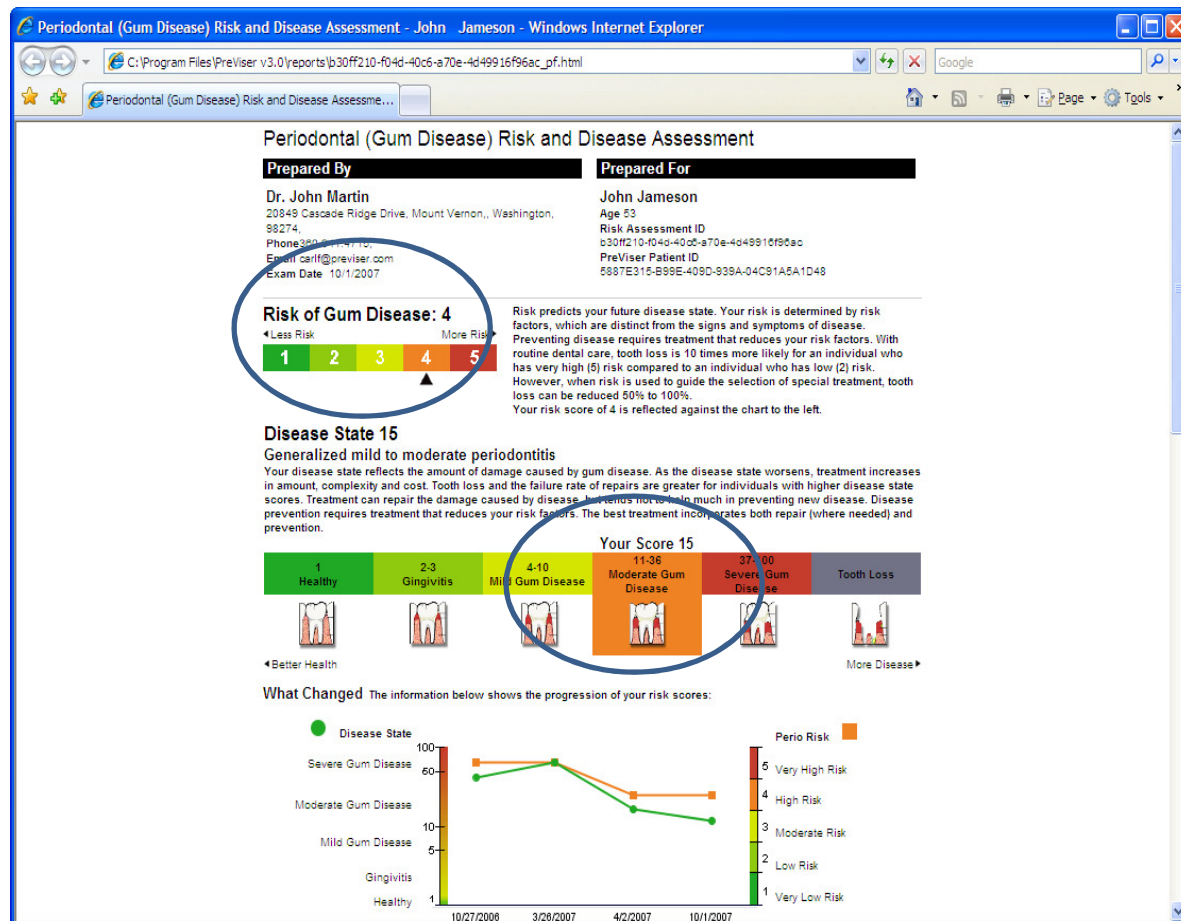 Periodontal (Gum Disease) Risk and Disease Assessment - John Jameson - Windows Internet Explorer
C:\Program Files\PreViser v3.0\reports\b30ff210-f04d-40c6-a70e-4d49916f96ac_pf.html
Google
Periodontal (Gum Disease) Risk and Disease Assessme...
Page
Tools
Periodontal (Gum Disease) Risk and Disease Assessment
Prepared By
Prepared For
Dr. John Martin
20849 Cascade Ridge Drive, Mount Vernon,, Washington,
98274,
Phone
Email carlf@previser.com
Exam Date 10/1/2007
John Jameson
Age 53
Risk Assessment ID
b30ff210-f04d-40c6-a70e-4d49916f96ac
PreViser Patient ID
5887E315-B99E-409D-939A-04C91A5A1D48
Risk of Gum Disease: 4
Less Risk
More Risk
1 2 3 4 5
Risk predicts your future disease state. Your risk is determined by risk
factors, which are distinct from the signs and symptoms of disease.
Preventing disease requires treatment that reduces your risk factors. With
routine dental care, tooth loss is 10 times more likely for an individual who
has very high (5) risk compared to an individual who has low (2) risk.
However, when risk is used to guide the selection of special treatment, tooth
loss can be reduced 50% to 100%.
Your risk score of 4 is reflected against the chart to the left.
Disease State 15
Generalized mild to moderate periodontitis
Your disease state reflects the amount of damage caused by gum disease. As the disease state worsens, treatment increases
in amount, complexity and cost. Tooth loss and the failure rate of repairs are greater for individuals with higher disease state
scores. Treatment can repair the damage caused by disease, but tends not to help much in preventing new disease. Disease
prevention requires treatment that reduces your risk factors. The best treatment incorporates both repair (where needed) and
prevention.
Your Score 15
1
Healthy
2-3
Gingivitis
4-10
Mild Gum Disease
11-36
Moderate Gum
Disease
37-100
Severe Gum
Disease
Tooth Loss
Better Health
More Disease
What Changed The information below shows the progression of your risk scores:
Disease State
Perio Risk
100
Severe Gum Disease
60
Moderate Gum Disease
10
Mild Gum Disease
5
Gingivitis
Healthy
1
5 Very High Risk
4 High Risk
3 Moderate Risk
2 Low Risk
1 Very Low Risk
10/27/2006 3/26/2007 4/2/2007 10/1/2007